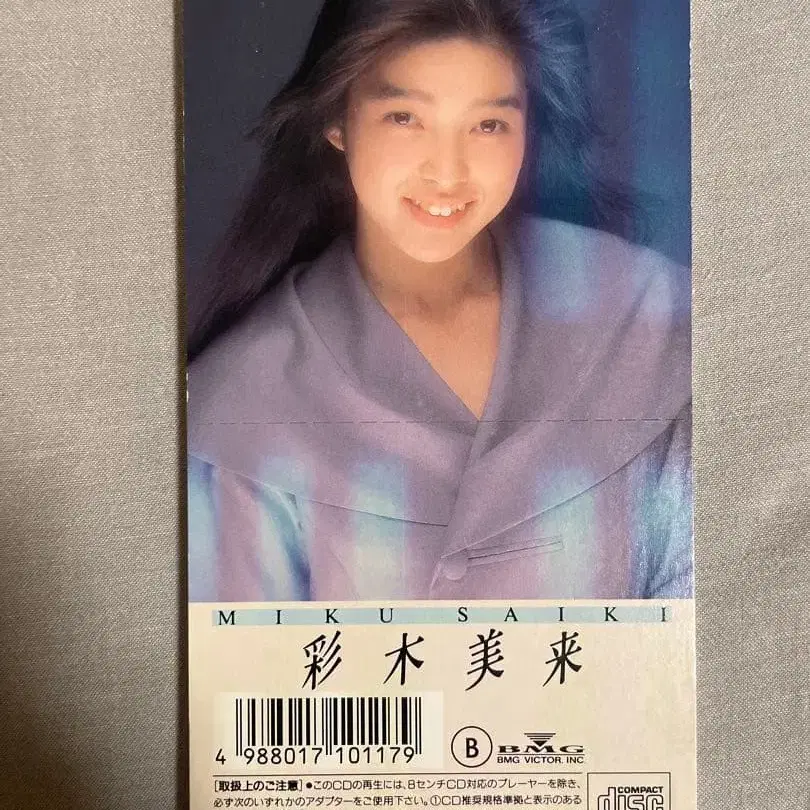 MIKU SAIKI
彩木美来
4 988017 101179
B
BMG
BMG VICTOR, INC.
[取扱上のご注意] ●このCDの再生には、8センチCD対応のプレーヤーを除き、
必ず次のいずれかのアダプターをご使用下さい。①CD推奨規格準拠と表示のある
COMPACT
disc